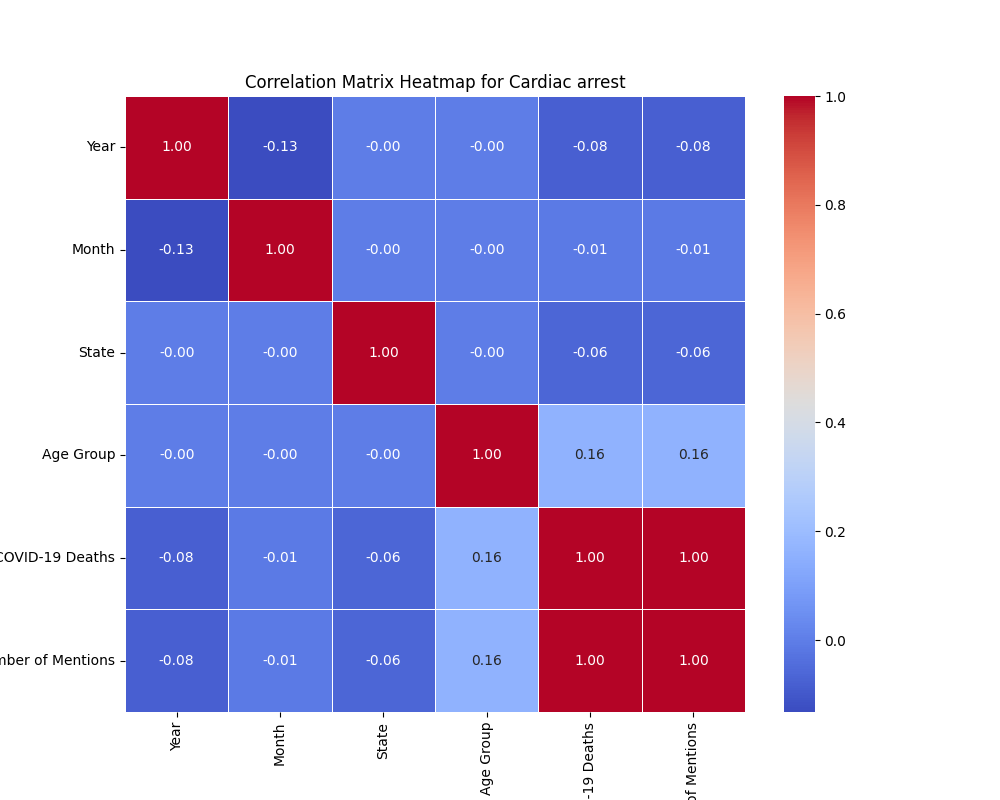 Correlation Matrix Heatmap for Cardiac arrest
Year 1.00 -0.13 -0.00 -0.00 -0.08 -0.08
Month -0.13 1.00 -0.00 -0.00 -0.01 -0.01
State -0.00 -0.00 1.00 -0.00 -0.06 -0.06
Age Group -0.00 -0.00 -0.00 1.00 0.16 0.16
COVID-19 Deaths -0.08 -0.01 -0.06 0.16 1.00 1.00
mber of Mentions -0.08 -0.01 -0.06 0.16 1.00 1.00
Year
Month
State
Age Group
-19 Deaths
of Mentions
1.0
0.8
0.6
0.4
0.2
0.0